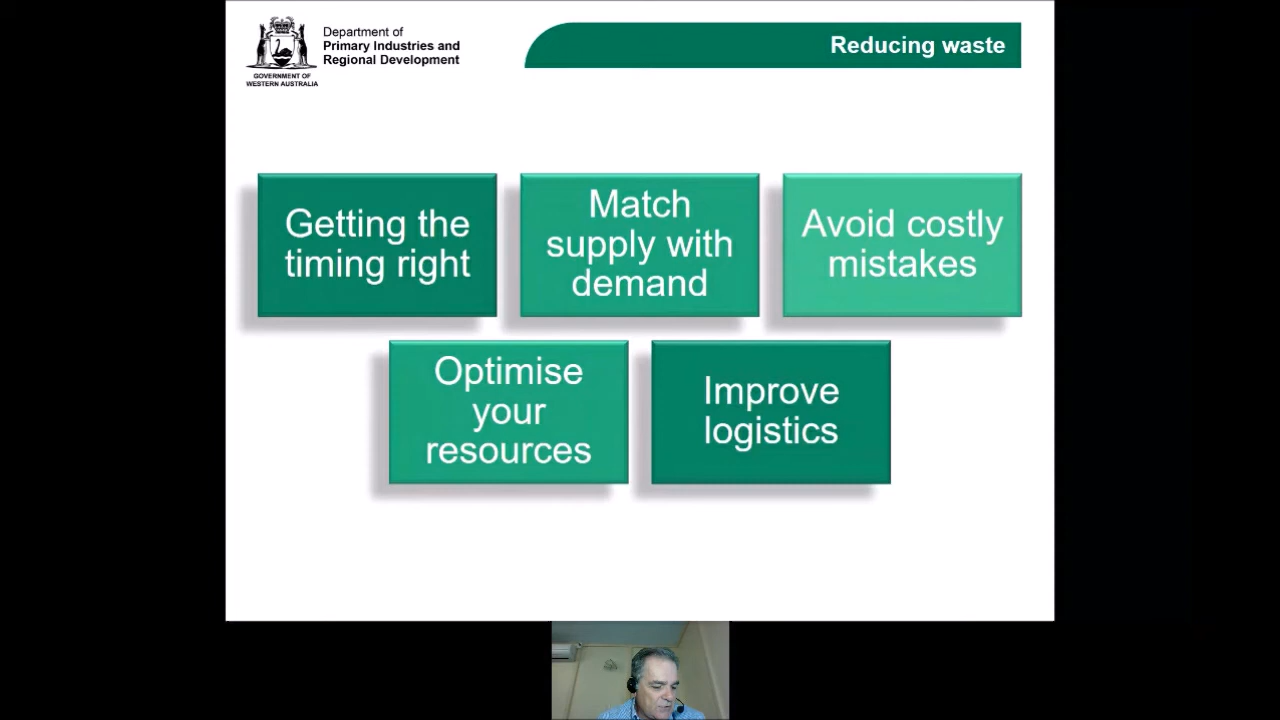 Department of
Primary Industries and
Regional Development
GOVERNMENT OF
WESTERN AUSTRALIA
Reducing waste
Getting the
timing right
Match
supply with
demand
Avoid costly
mistakes
Optimise
your
resources
Improve
logistics